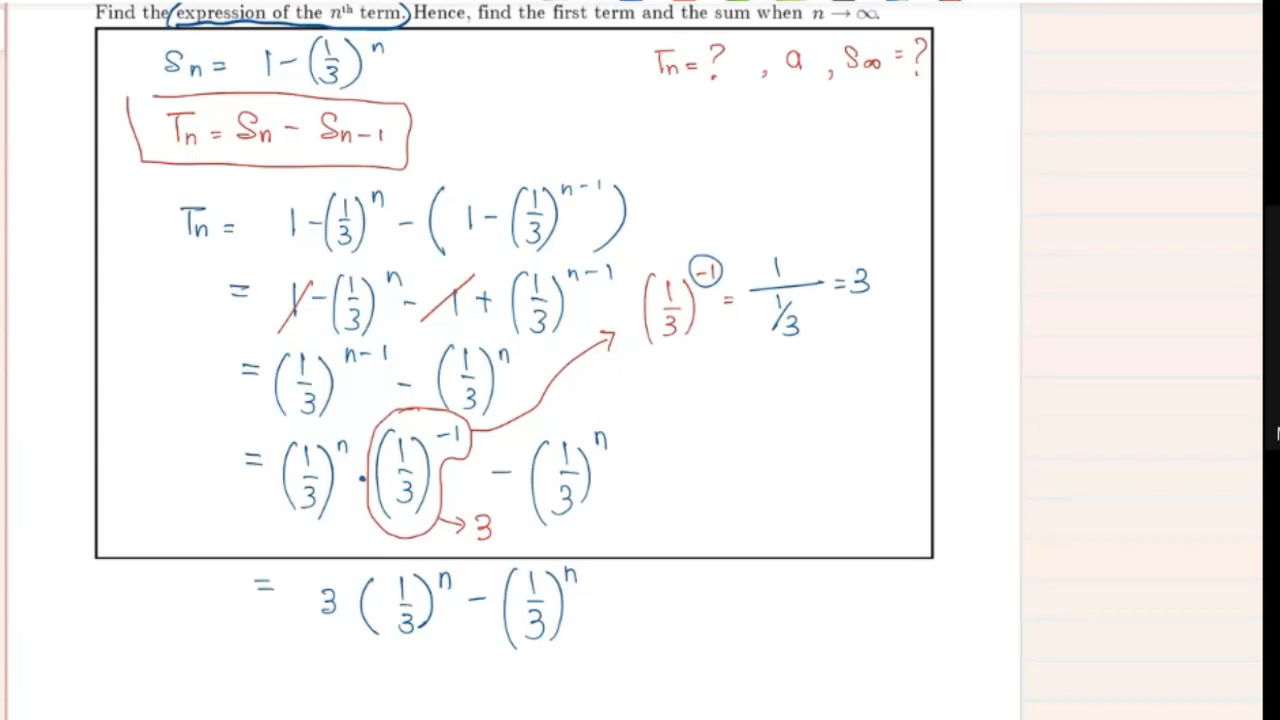 Find the expression of the nᵗʰ term. Hence, find the first term and the sum when n → ∞.
Sn = 1 - (1/3)^n   Tn = ? , a , S∞ = ?
Tn = Sn - Sn-1
Tn = 1 - (1/3)^n - ( 1 - (1/3)^n-1 )
= 1 - (1/3)^n - 1 + (1/3)^n-1   (1/3)^-1 = 1/(1/3) = 3
= (1/3)^n-1 - (1/3)^n
= (1/3)^n · (1/3)^-1 - (1/3)^n
→ 3
= 3 (1/3)^n - (1/3)^n